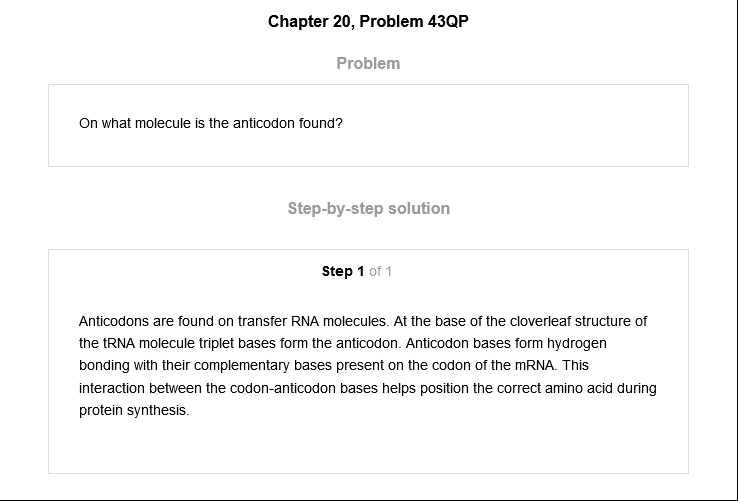 Chapter 20, Problem 43QP
Problem
On what molecule is the anticodon found?
Step-by-step solution
Step 1 of 1
Anticodons are found on transfer RNA molecules. At the base of the cloverleaf structure of
the tRNA molecule triplet bases form the anticodon. Anticodon bases form hydrogen
bonding with their complementary bases present on the codon of the mRNA. This
interaction between the codon-anticodon bases helps position the correct amino acid during
protein synthesis.